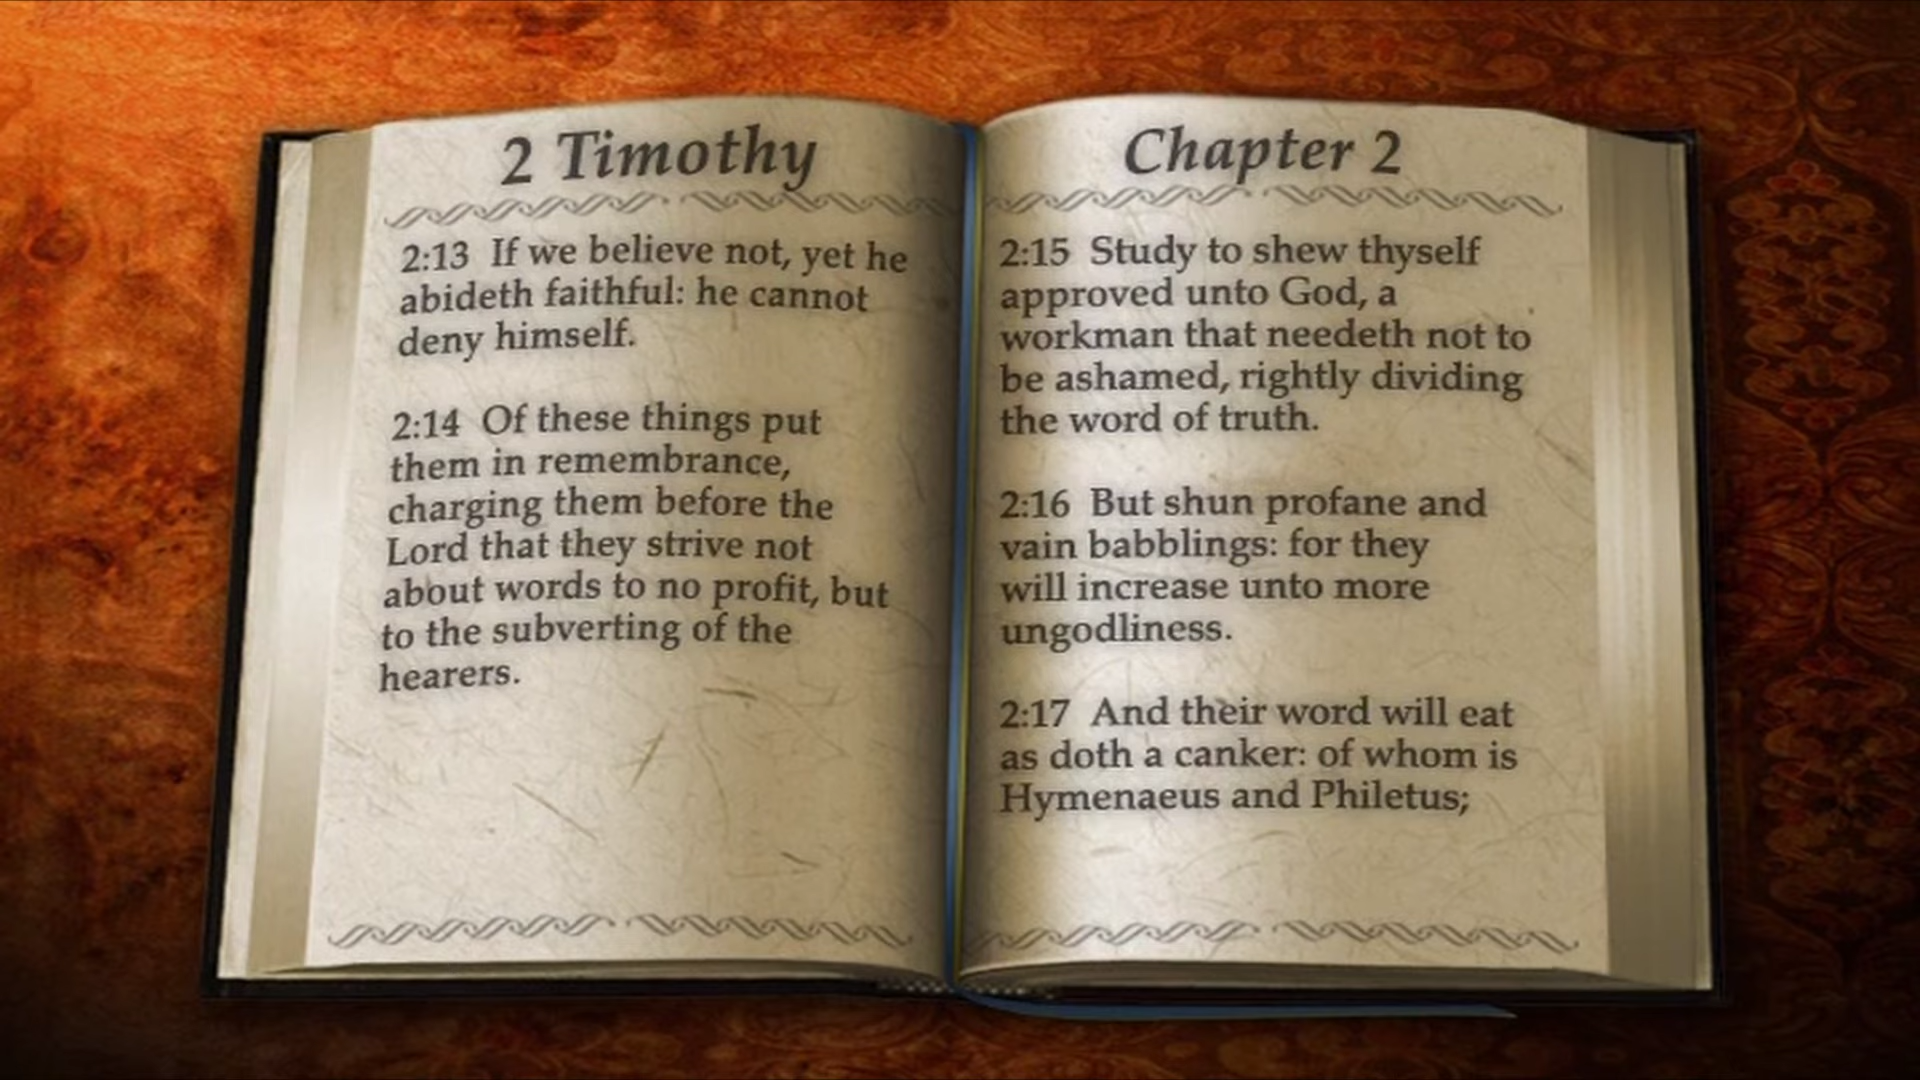 2 Timothy
2:13 If we believe not, yet he
abideth faithful: he cannot
deny himself.
2:14 Of these things put
them in remembrance,
charging them before the
Lord that they strive not
about words to no profit, but
to the subverting of the
hearers.
Chapter 2
2:15 Study to shew thyself
approved unto God, a
workman that needeth not to
be ashamed, rightly dividing
the word of truth.
2:16 But shun profane and
vain babblings: for they
will increase unto more
ungodliness.
2:17 And their word will eat
as doth a canker: of whom is
Hymenaeus and Philetus;